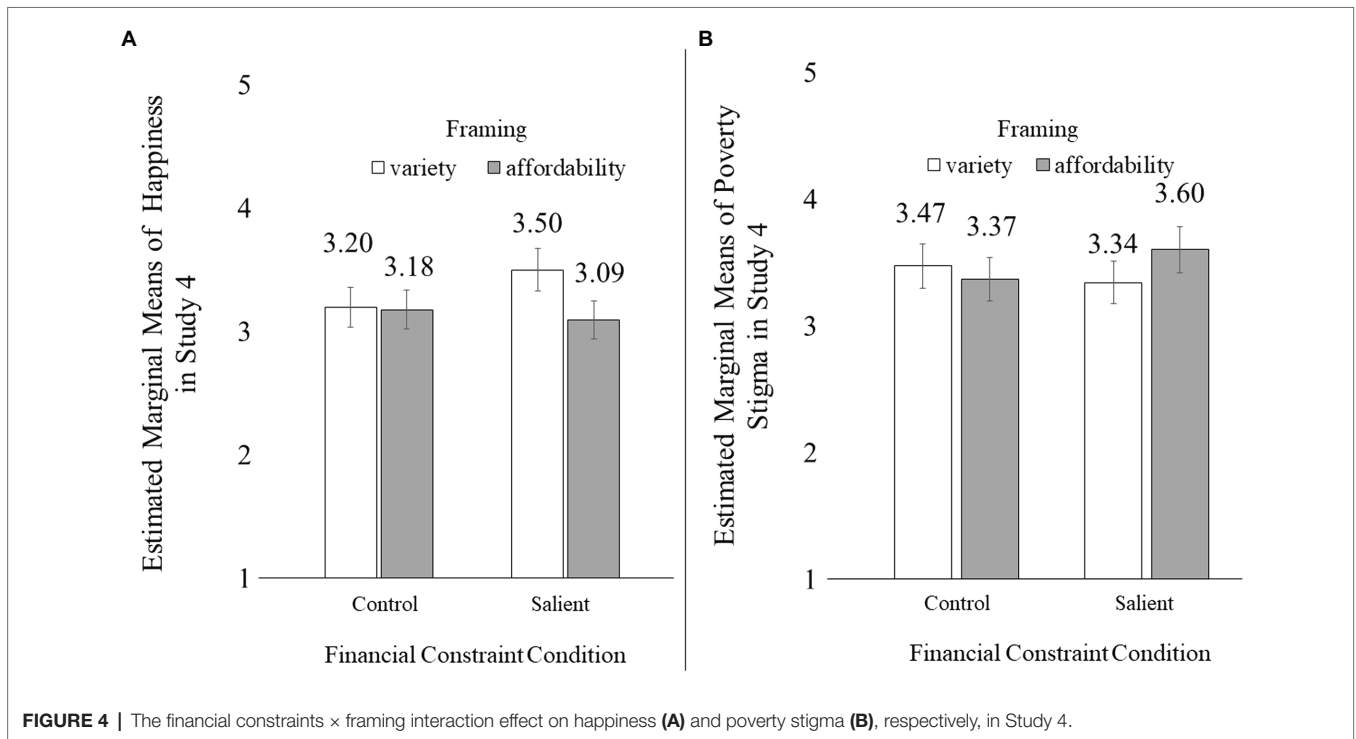 A
Estimated Marginal Means of Happiness
in Study 4
5
4
3
2
1
Framing
variety affordability
3.20
3.18
3.50
3.09
Control Salient
Financial Constraint Condition
B
Estimated Marginal Means of Poverty
Stigma in Study 4
5
4
3
2
1
Framing
variety affordability
3.47
3.37
3.34
3.60
Control Salient
Financial Constraint Condition
FIGURE 4 | The financial constraints × framing interaction effect on happiness (A) and poverty stigma (B), respectively, in Study 4.